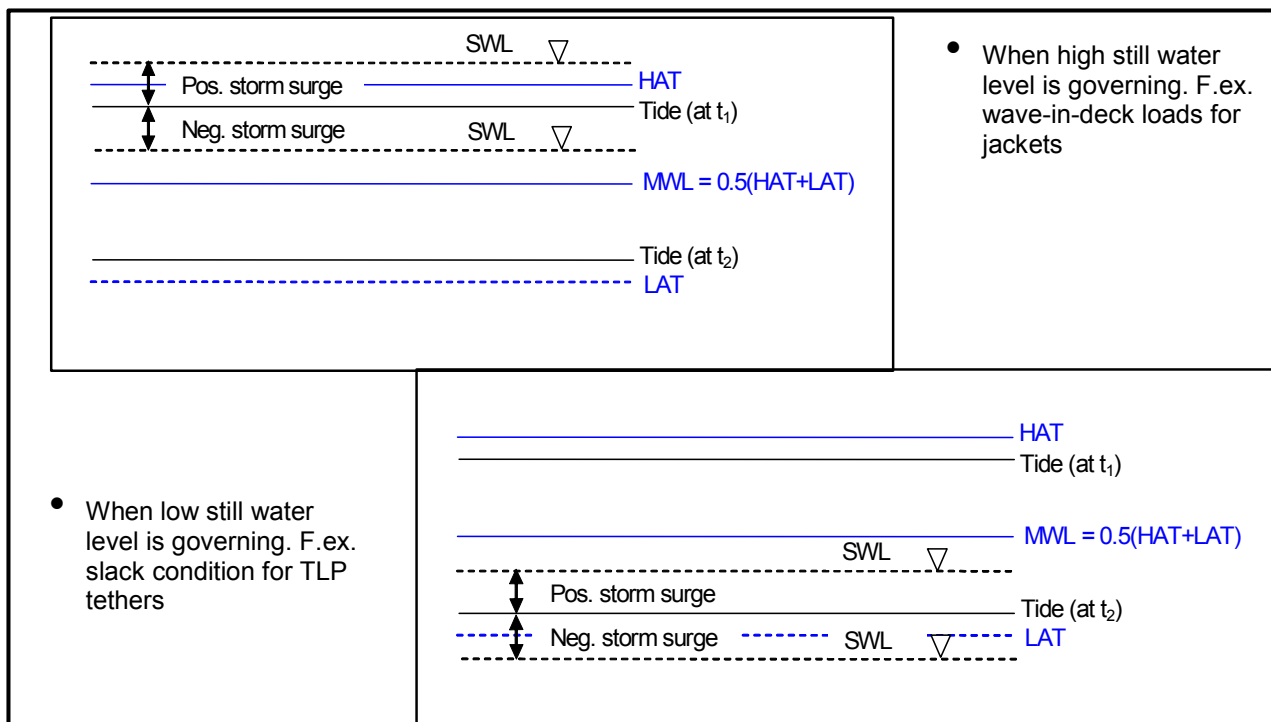 SWL
Pos. storm surge
HAT
Tide (at t₁)
Neg. storm surge
SWL
MWL = 0.5(HAT+LAT)
Tide (at t₂)
LAT
• When high still water
level is governing. F.ex.
wave-in-deck loads for
jackets
• When low still water
level is governing. F.ex.
slack condition for TLP
tethers
HAT
Tide (at t₁)
MWL = 0.5(HAT+LAT)
SWL
Pos. storm surge
Tide (at t₂)
Neg. storm surge
SWL
LAT